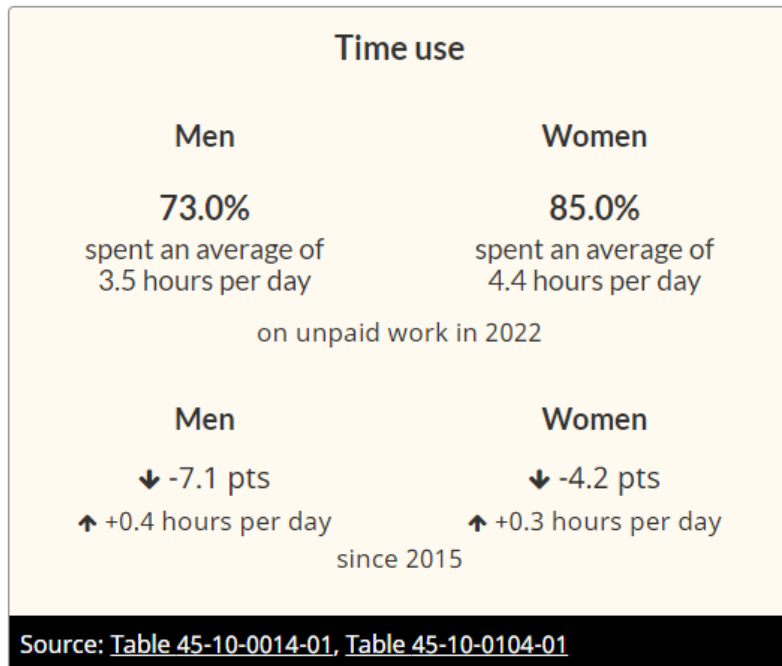 Time use
Men
Women
73.0%
85.0%
spent an average of
3.5 hours per day
spent an average of
4.4 hours per day
on unpaid work in 2022
Men
Women
↓ -7.1 pts
↓ -4.2 pts
↑ +0.4 hours per day
↑ +0.3 hours per day
since 2015
Source: Table 45-10-0014-01, Table 45-10-0104-01